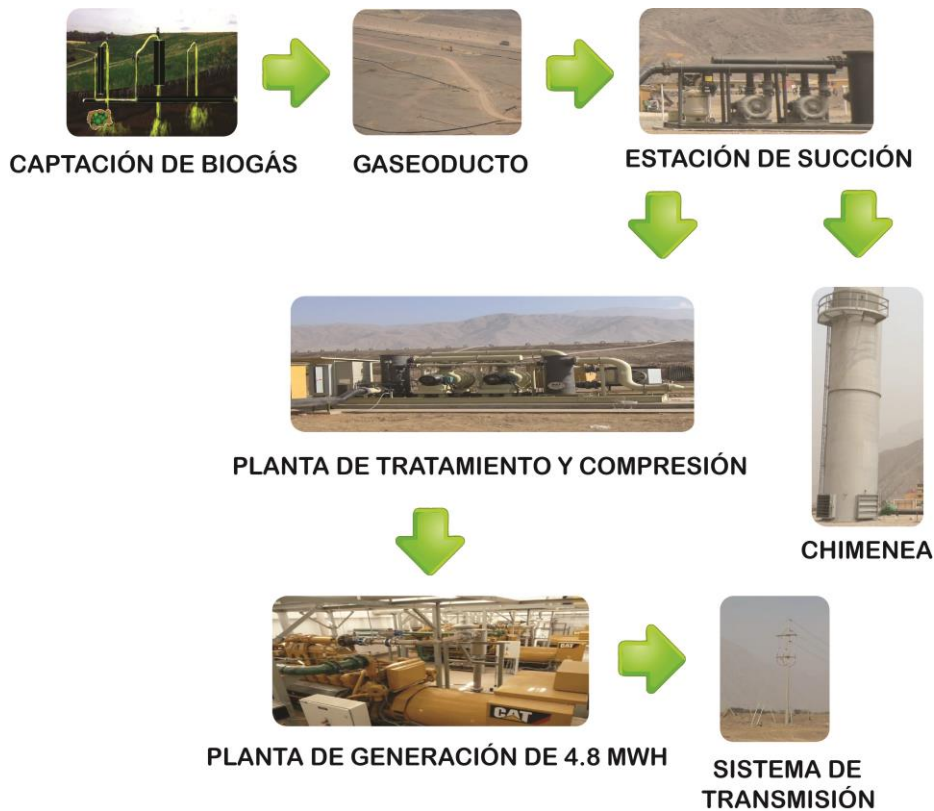 CAPTACIÓN DE BIOGÁS
GASEODUCTO
ESTACIÓN DE SUCCIÓN
PLANTA DE TRATAMIENTO Y COMPRESIÓN
CHIMENEA
CAT
PLANTA DE GENERACIÓN DE 4.8 MWH
SISTEMA DE
TRANSMISIÓN